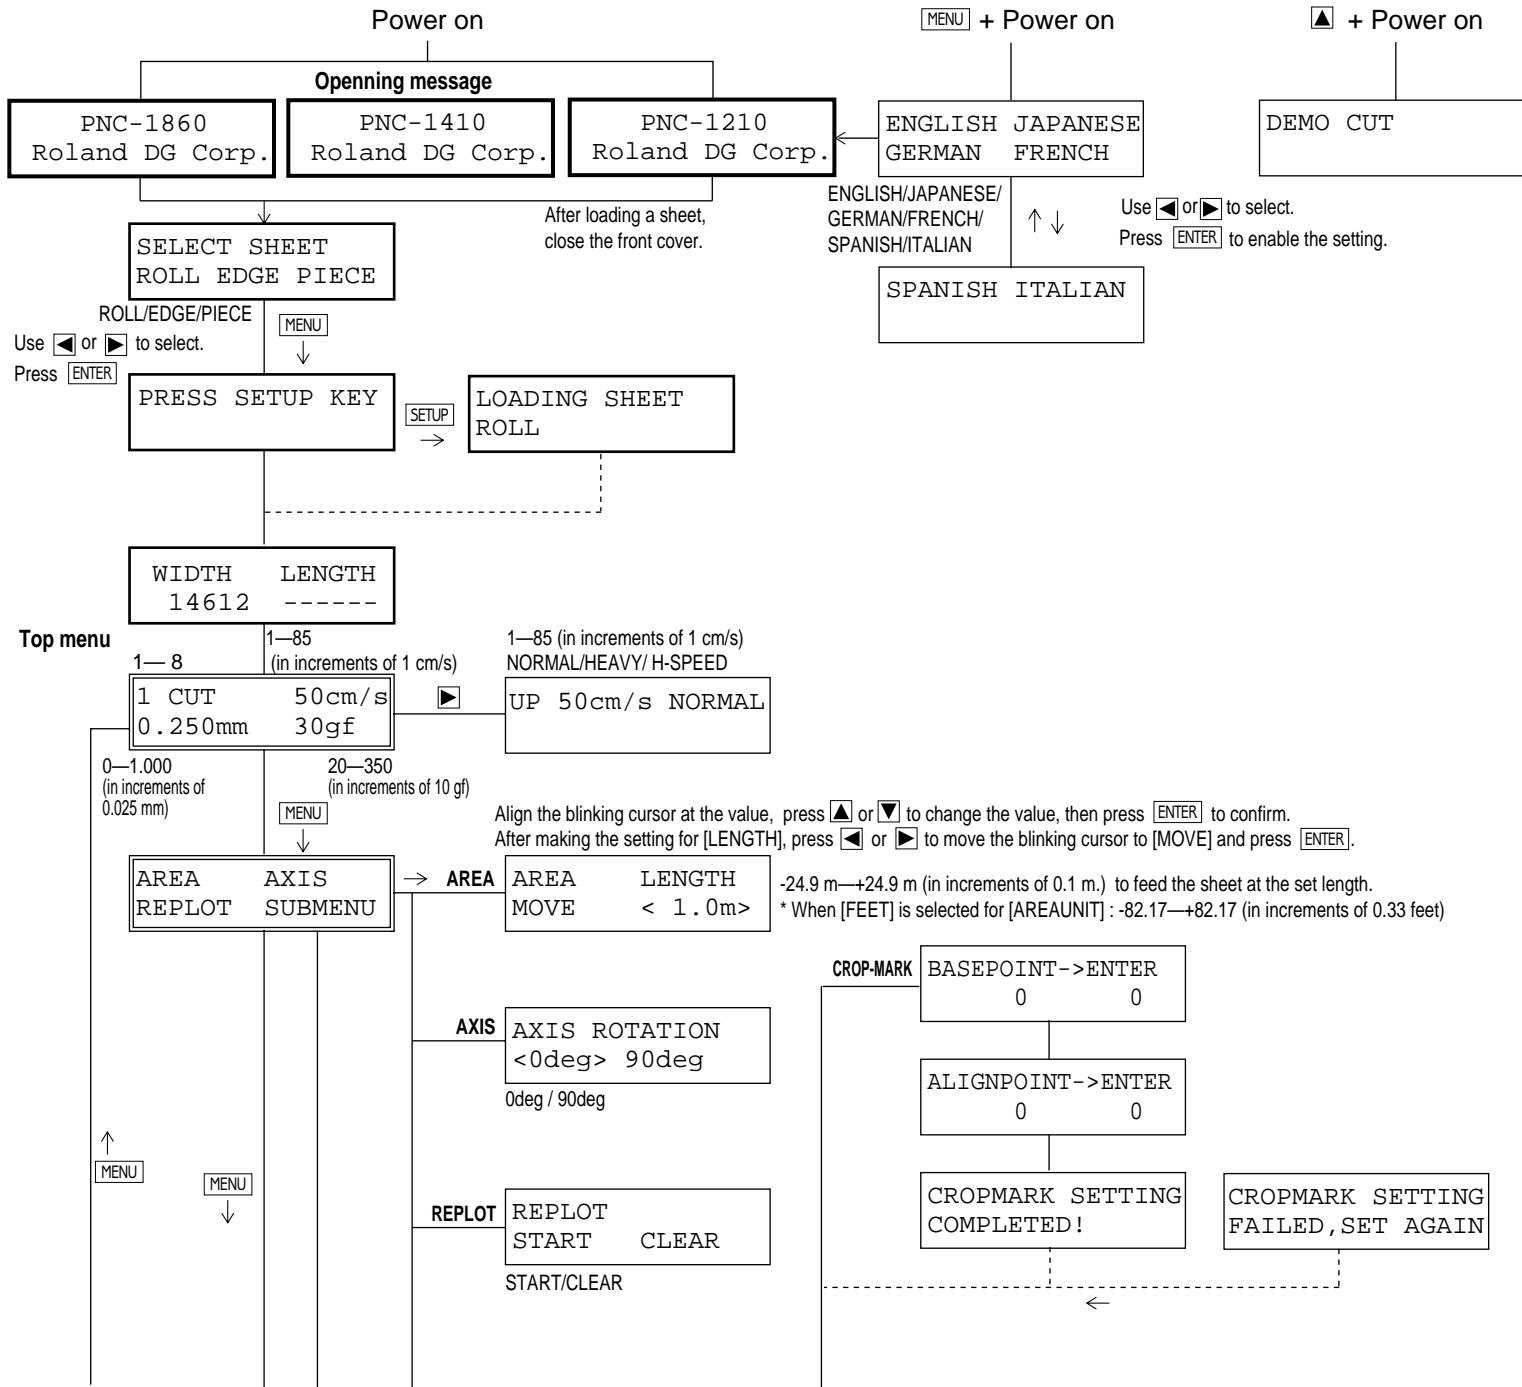 Power on
MENU + Power on
▲ + Power on
Openning message
PNC-1860
Roland DG Corp.
PNC-1410
Roland DG Corp.
PNC-1210
Roland DG Corp.
ENGLISH JAPANESE
GERMAN FRENCH
DEMO CUT
After loading a sheet,
close the front cover.
ENGLISH/JAPANESE/
GERMAN/FRENCH/
SPANISH/ITALIAN
↑ ↓
Use ◀ or ▶ to select.
Press ENTER to enable the setting.
SPANISH ITALIAN
SELECT SHEET
ROLL EDGE PIECE
ROLL/EDGE/PIECE
MENU
↓
Use ◀ or ▶ to select.
Press ENTER
PRESS SETUP KEY
SETUP
→
LOADING SHEET
ROLL
WIDTH LENGTH
14612 ------
Top menu
1— 8
1—85
(in increments of 1 cm/s)
1 CUT 50cm/s
0.250mm 30gf
▶
1—85 (in increments of 1 cm/s)
NORMAL/HEAVY/ H-SPEED
UP 50cm/s NORMAL
0—1.000
(in increments of
0.025 mm)
20—350
(in increments of 10 gf)
MENU
↓
Align the blinking cursor at the value, press ▲ or ▼ to change the value, then press ENTER to confirm.
After making the setting for [LENGTH], press ◀ or ▶ to move the blinking cursor to [MOVE] and press ENTER.
AREA AXIS
REPLOT SUBMENU
→ AREA
AREA LENGTH
MOVE < 1.0m>
-24.9 m—+24.9 m (in increments of 0.1 m.) to feed the sheet at the set length.
* When [FEET] is selected for [AREAUNIT] : -82.17—+82.17 (in increments of 0.33 feet)
CROP-MARK
BASEPOINT->ENTER
0 0
AXIS
AXIS ROTATION
<0deg> 90deg
0deg / 90deg
ALIGNPOINT->ENTER
0 0
↑
MENU
MENU
↓
REPLOT
REPLOT
START CLEAR
START/CLEAR
CROPMARK SETTING
COMPLETED!
CROPMARK SETTING
FAILED,SET AGAIN
←